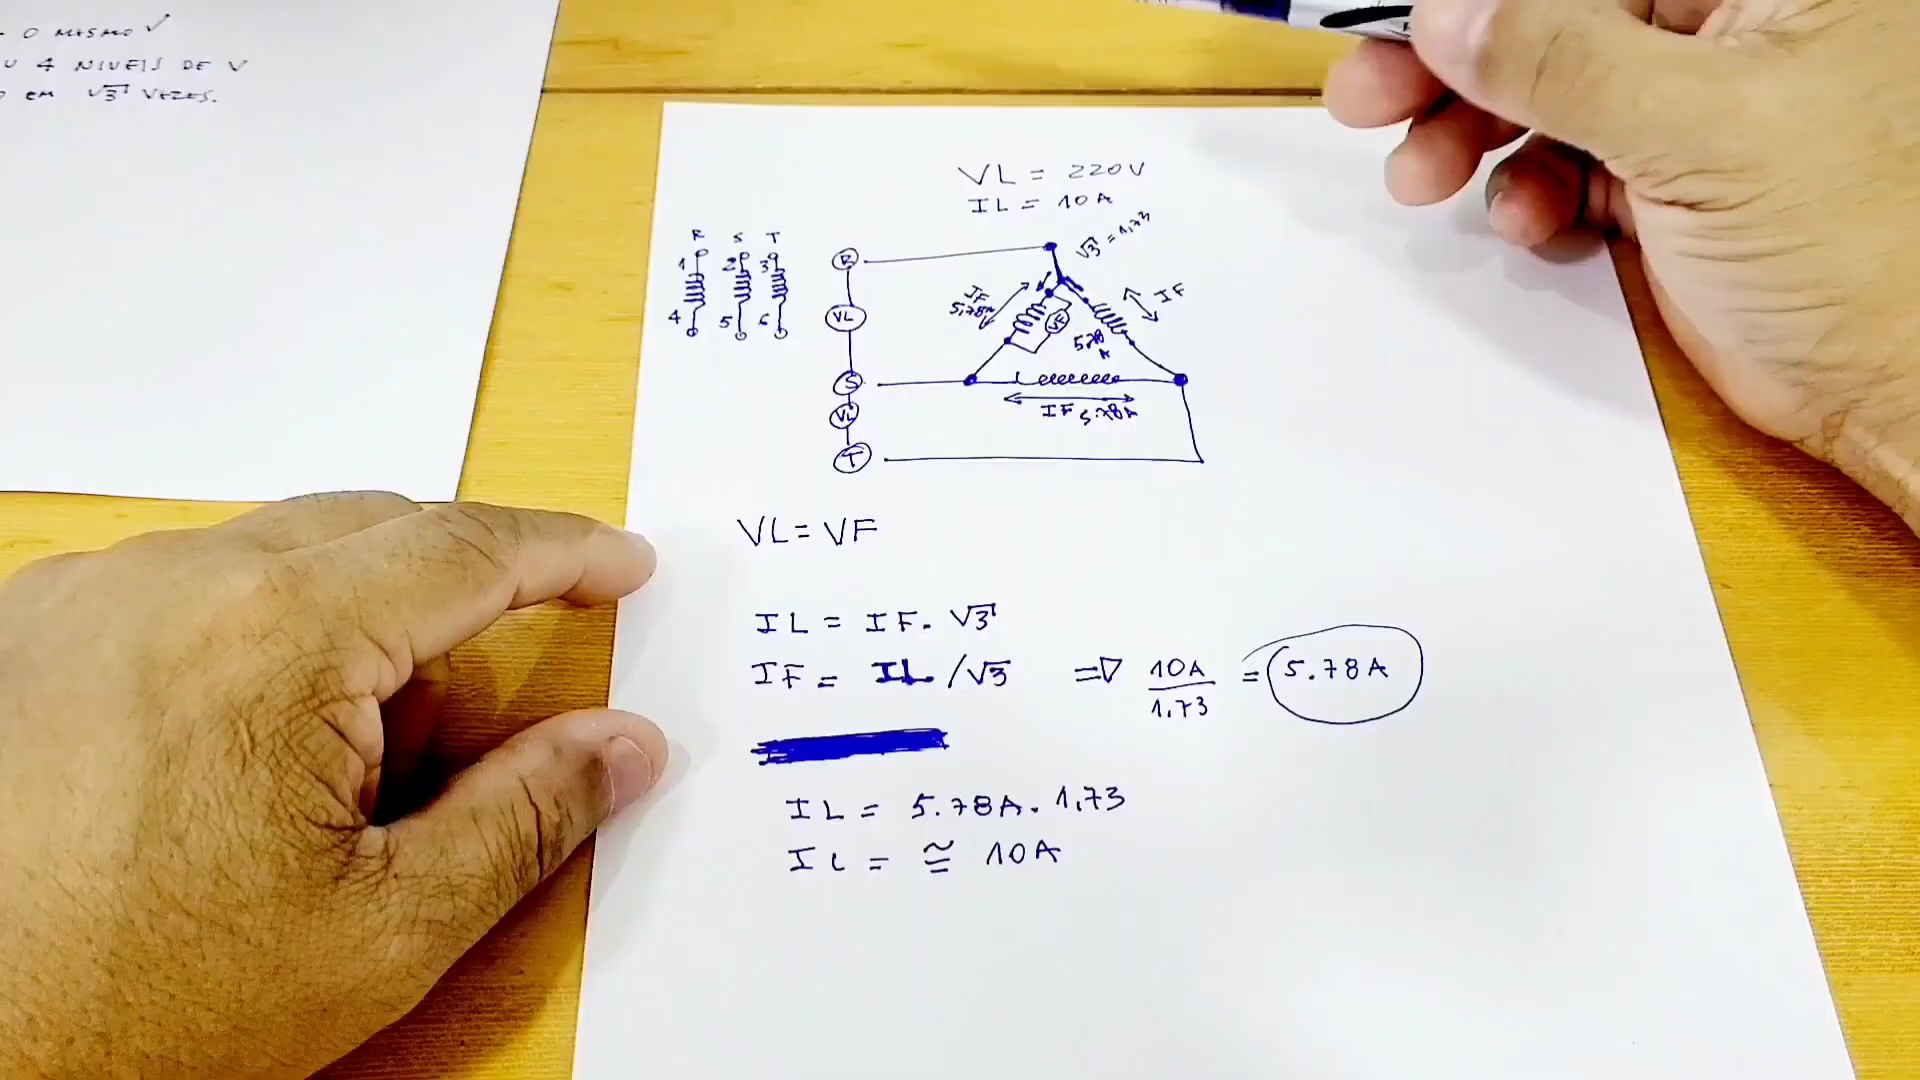 O MESMO ✓
U 4 NIVEIS DE V
EM √3 VEZES.
VL = 220V
IL = 10A
√3 = 1,73
R S T
1 2 3
4 5 6
R
VL
S
VL
T
IF
5,78A
VF
IF
5.78
A
IF 5.78A
VL = VF
IL = IF. √3
IF = IL /√3 => 10A / 1,73 = 5.78A
IL = 5.78A. 1,73
IL = ≅ 10A